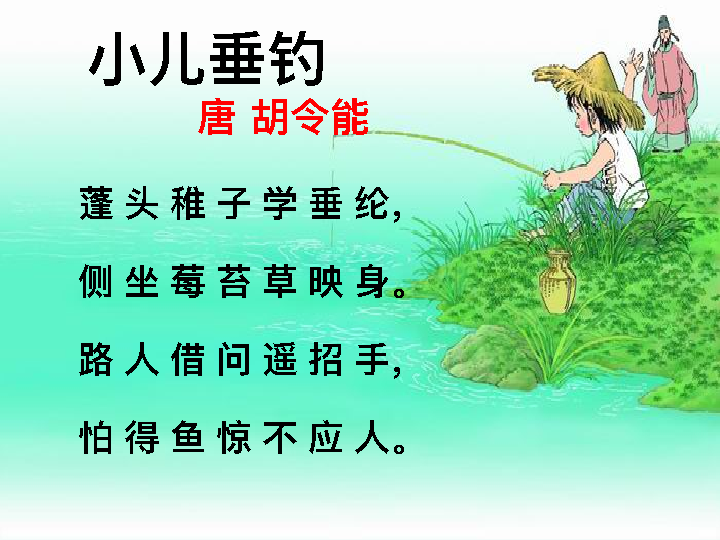 小儿垂钓
唐 胡令能
蓬头稚子学垂纶，
侧坐莓苔草映身。
路人借问遥招手，
怕得鱼惊不应人。